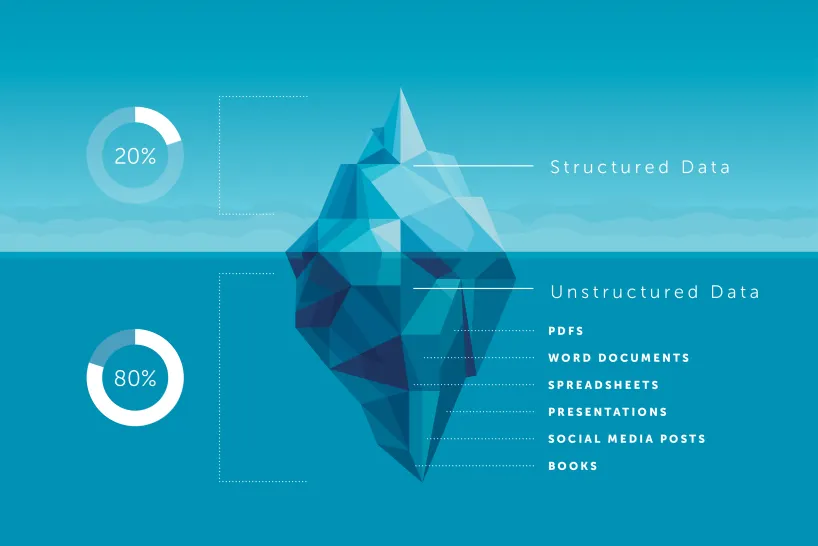 20%
Structured Data
Unstructured Data
PDFS
WORD DOCUMENTS
80%
SPREADSHEETS
PRESENTATIONS
SOCIAL MEDIA POSTS
BOOKS